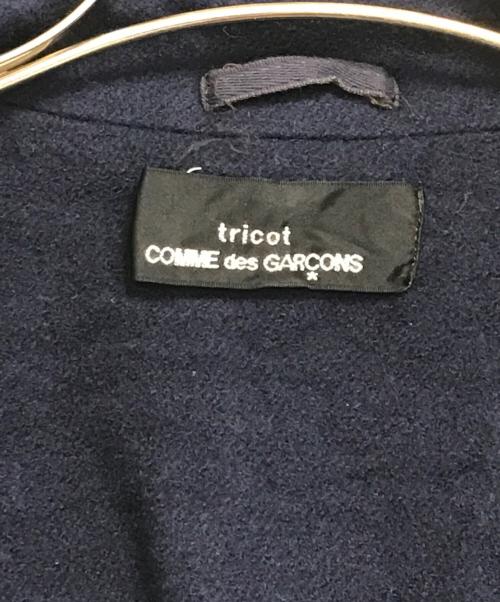 tricot
COMME des GARÇONS
*